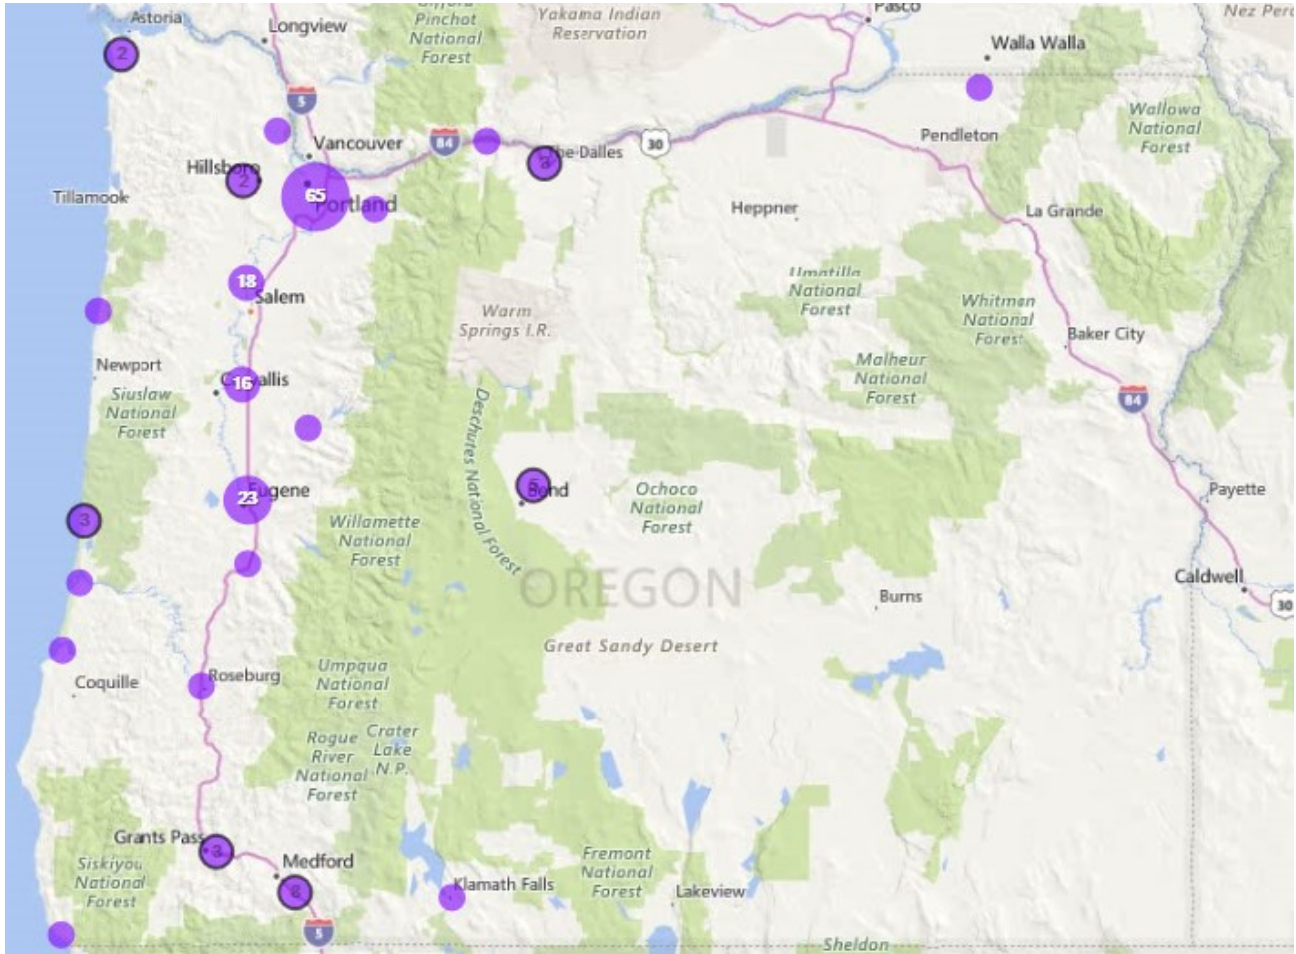 Astoria
Longview
Gifford
Pinchot
National
Forest
Yakama Indian
Reservation
Pasco
Nez Perc
2
Walla Walla
5
Wallowa
National
Forest
Vancouver
84
30
Pendleton
The Dalles
Hillsboro
2
65
Portland
Tillamook
Heppner
La Grande
18
Salem
Umatilla
National
Forest
Warm
Springs I.R.
Whitman
National
Forest
Baker City
Newport
16
Corvallis
Malheur
National
Forest
Siuslaw
National
Forest
84
Deschutes National Forest
23
Eugene
5
Bend
Ochoco
National
Forest
Payette
3
Willamette
National
Forest
OREGON
Caldwell
30
Burns
Great Sandy Desert
Roseburg
Coquille
Umpqua
National
Forest
Rogue
River
National
Forest
Crater
Lake
N.P.
Grants Pass
3
Medford
Siskiyou
National
Forest
Klamath Falls
Fremont
National
Forest
Lakeview
5
Sheldon